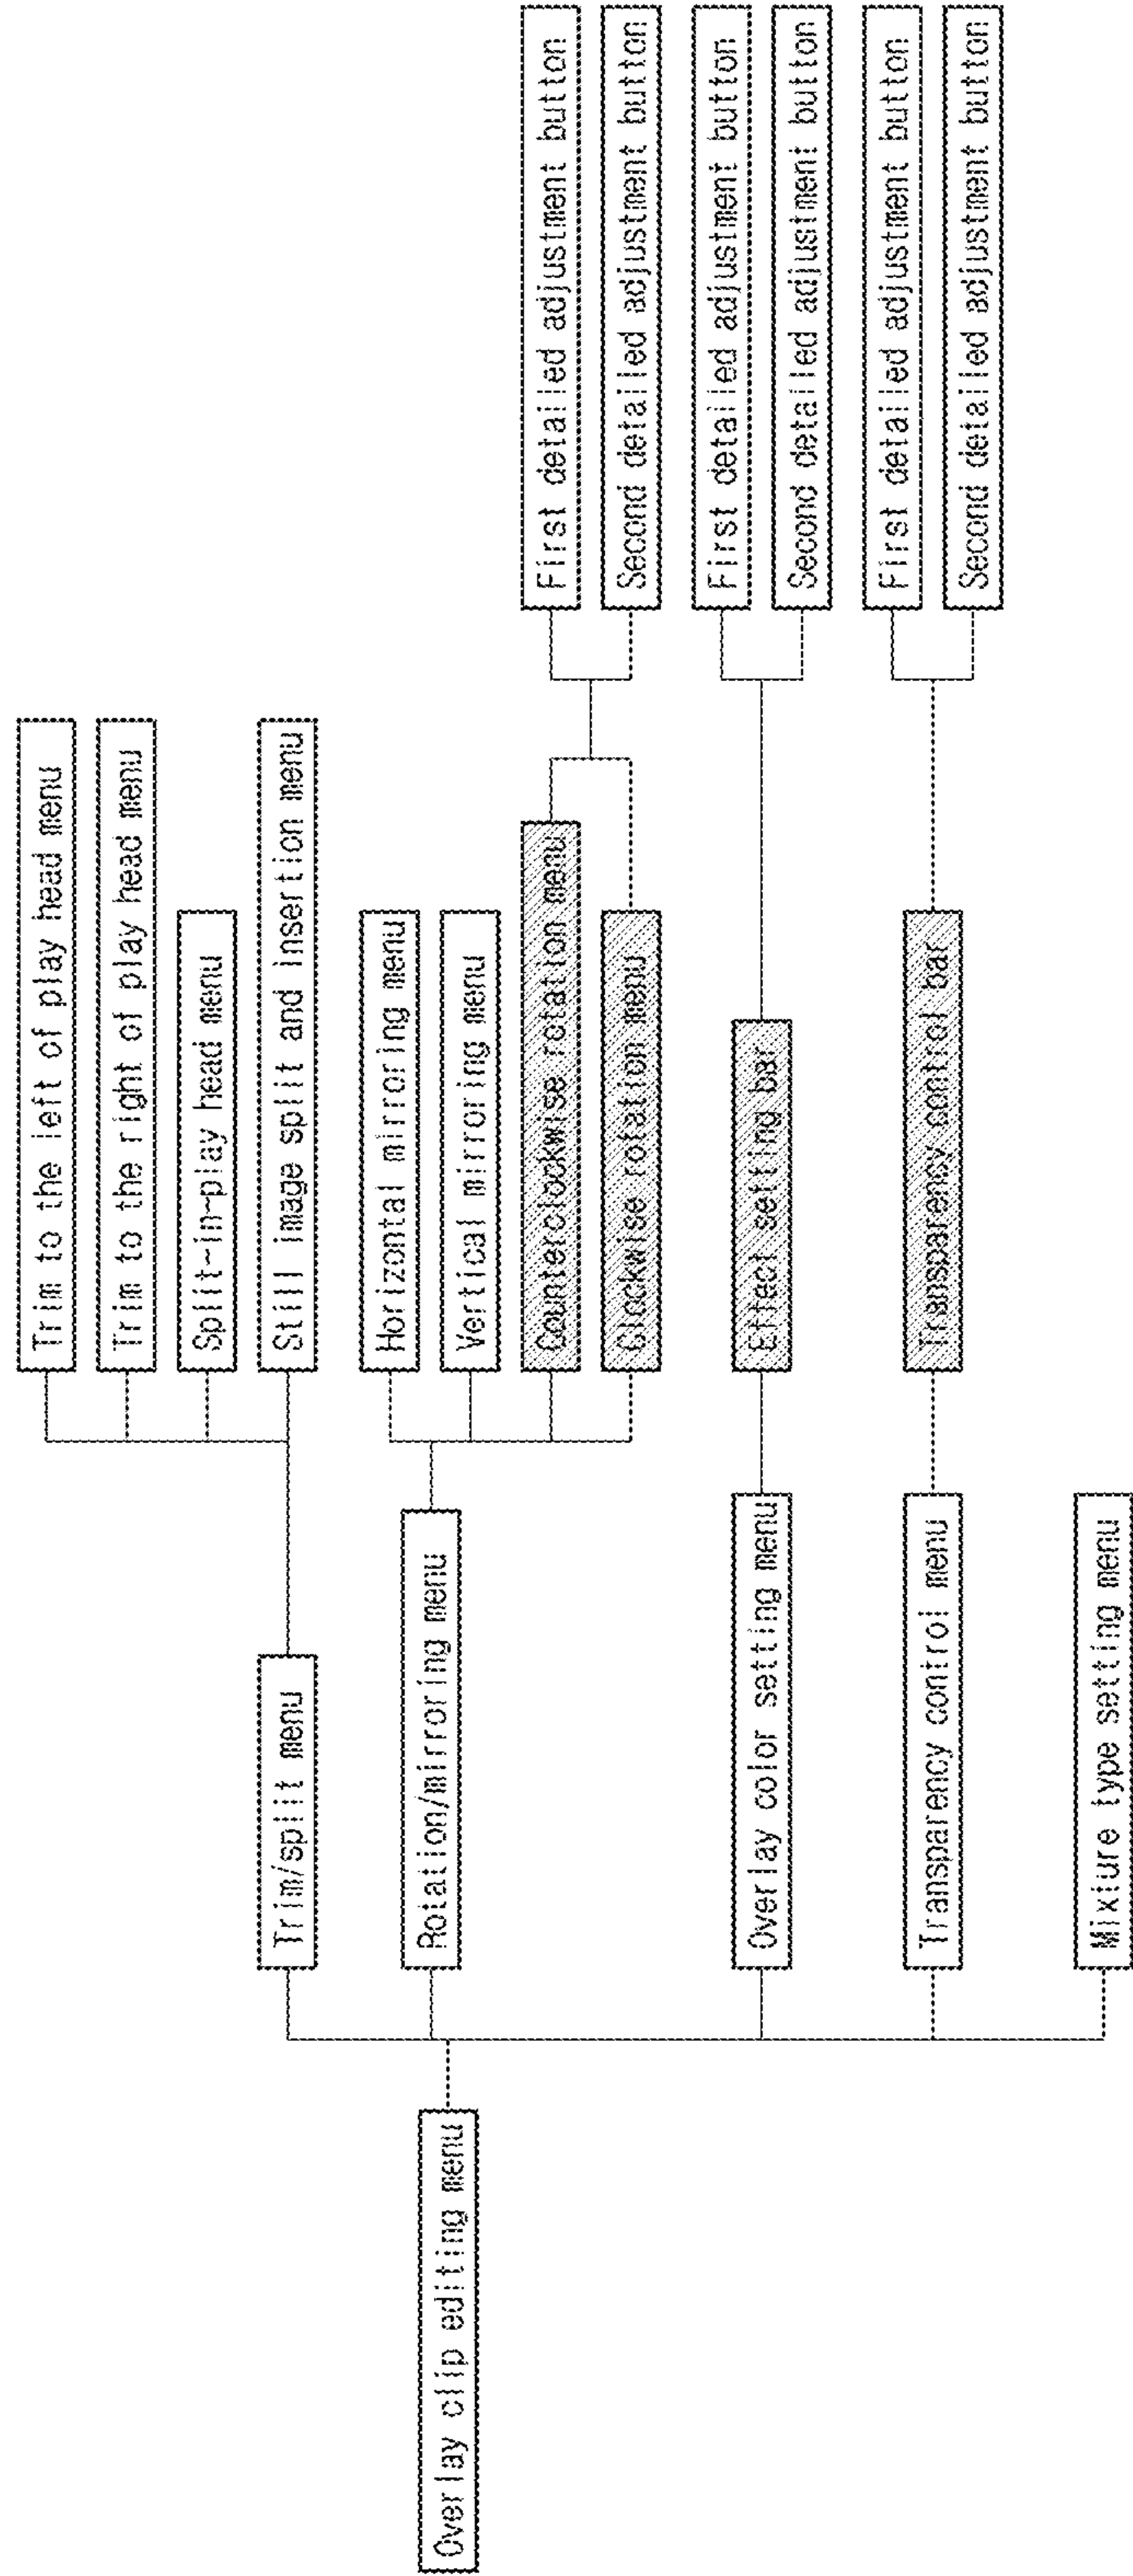 Overlay clip editing menu
Trim/split menu
Trim to the left of play head menu
Trim to the right of play head menu
Split-in-play head menu
Still image split and insertion menu
Rotation/mirroring menu
Horizontal mirroring menu
Vertical mirroring menu
Counterclockwise rotation menu
Clockwise rotation menu
First detailed adjustment button
Second detailed adjustment button
Overlay color setting menu
Effect setting bar
First detailed adjustment button
Second detailed adjustment button
Transparency control menu
Transparency control bar
First detailed adjustment button
Second detailed adjustment button
Mixture type setting menu